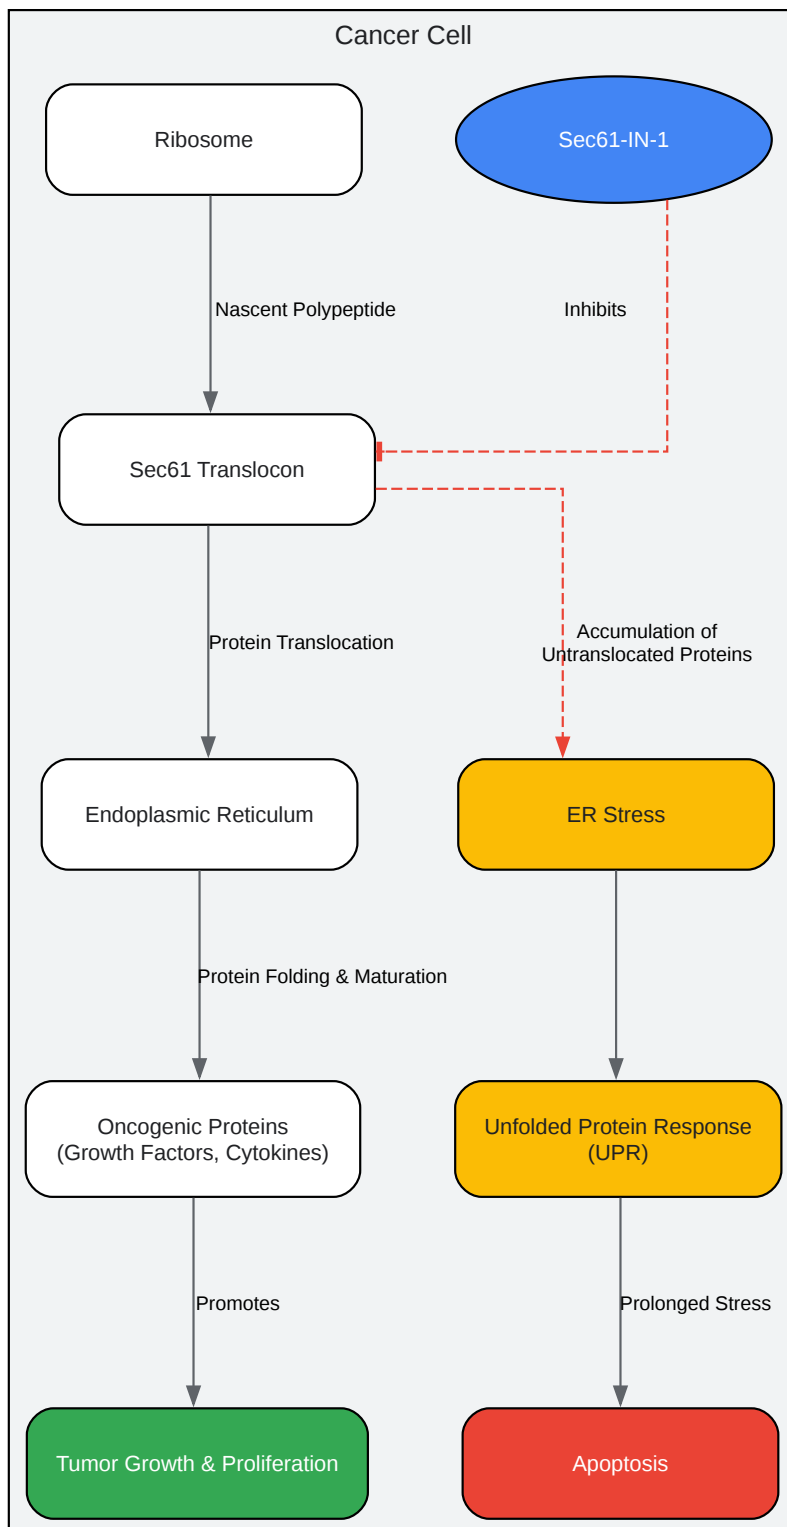 Cancer Cell
Ribosome
Sec61-IN-1
Nascent Polypeptide
Inhibits
Sec61 Translocon
Protein Translocation
Accumulation of
Untranslocated Proteins
Endoplasmic Reticulum
ER Stress
Protein Folding & Maturation
Oncogenic Proteins
(Growth Factors, Cytokines)
Unfolded Protein Response
(UPR)
Promotes
Prolonged Stress
Tumor Growth & Proliferation
Apoptosis